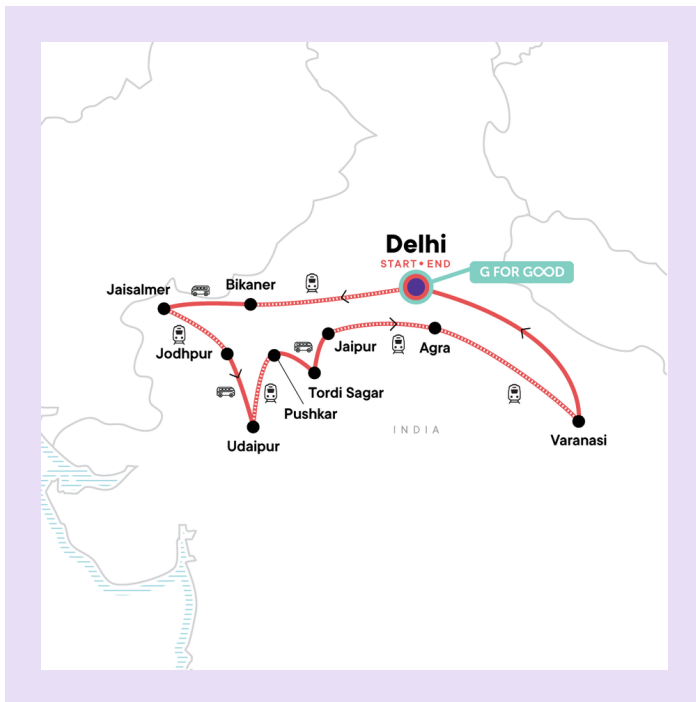 Delhi
START • END
G FOR GOOD
Jaisalmer
Bikaner
Jodhpur
Jaipur
Agra
Tordi Sagar
Pushkar
Udaipur
INDIA
Varanasi